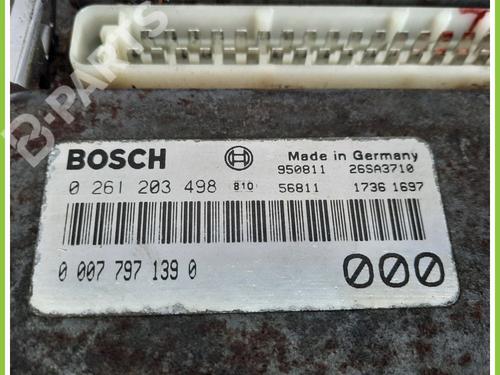 B-PARTS
BOSCH
Made in Germany
950811 26SA3710
0 261 203 498 810 56811 1736 1697
0 007 797 139 0
000